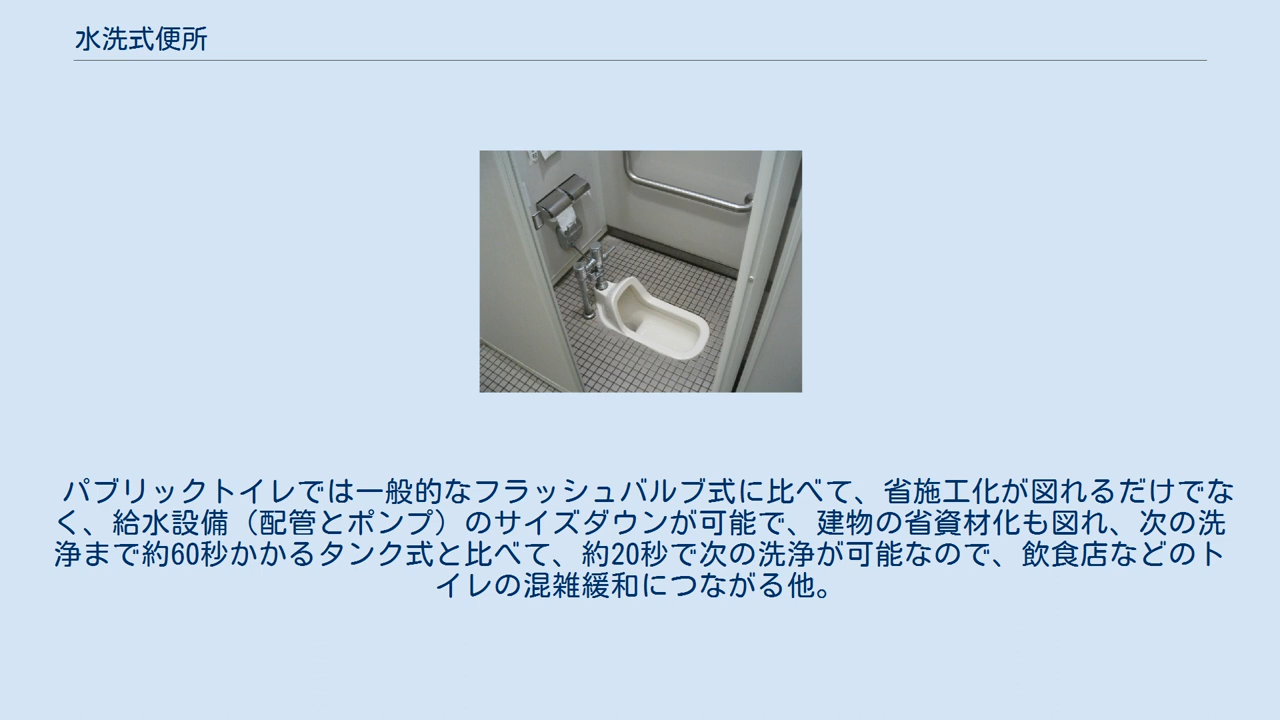 水洗式便所
パブリックトイレでは一般的なフラッシュバルブ式に比べて、省施工化が図れるだけでな
く、給水設備（配管とポンプ）のサイズダウンが可能で、建物の省資材化も図れ、次の洗
浄まで約60秒かかるタンク式と比べて、約20秒で次の洗浄が可能なので、飲食店などのト
イレの混雑緩和につながる他。